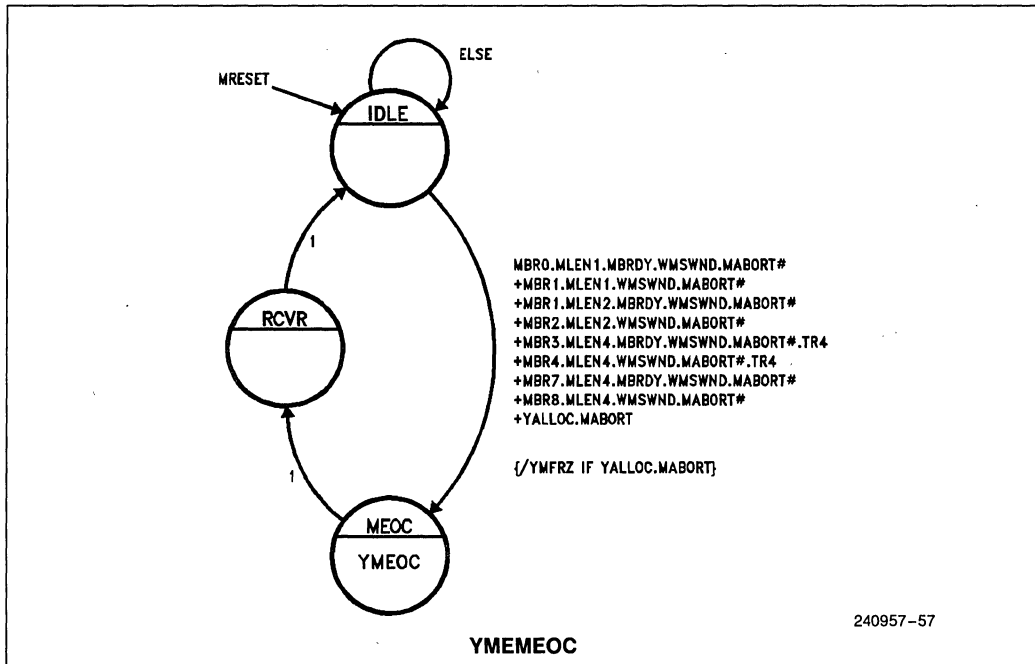 ELSE
MRESET
IDLE
1
MBR0.MLEN1.MBRDY.WMSWND.MABORT#
+MBR1.MLEN1.WMSWND.MABORT#
+MBR1.MLEN2.MBRDY.WMSWND.MABORT#
+MBR2.MLEN2.WMSWND.MABORT#
+MBR3.MLEN4.MBRDY.WMSWND.MABORT#.TR4
+MBR4.MLEN4.WMSWND.MABORT#.TR4
+MBR7.MLEN4.MBRDY.WMSWND.MABORT#
+MBR8.MLEN4.WMSWND.MABORT#
+YALLOC.MABORT
{/YMFRZ IF YALLOC.MABORT}
RCVR
1
MEOC
YMEOC
240957-57
YMEMEOC